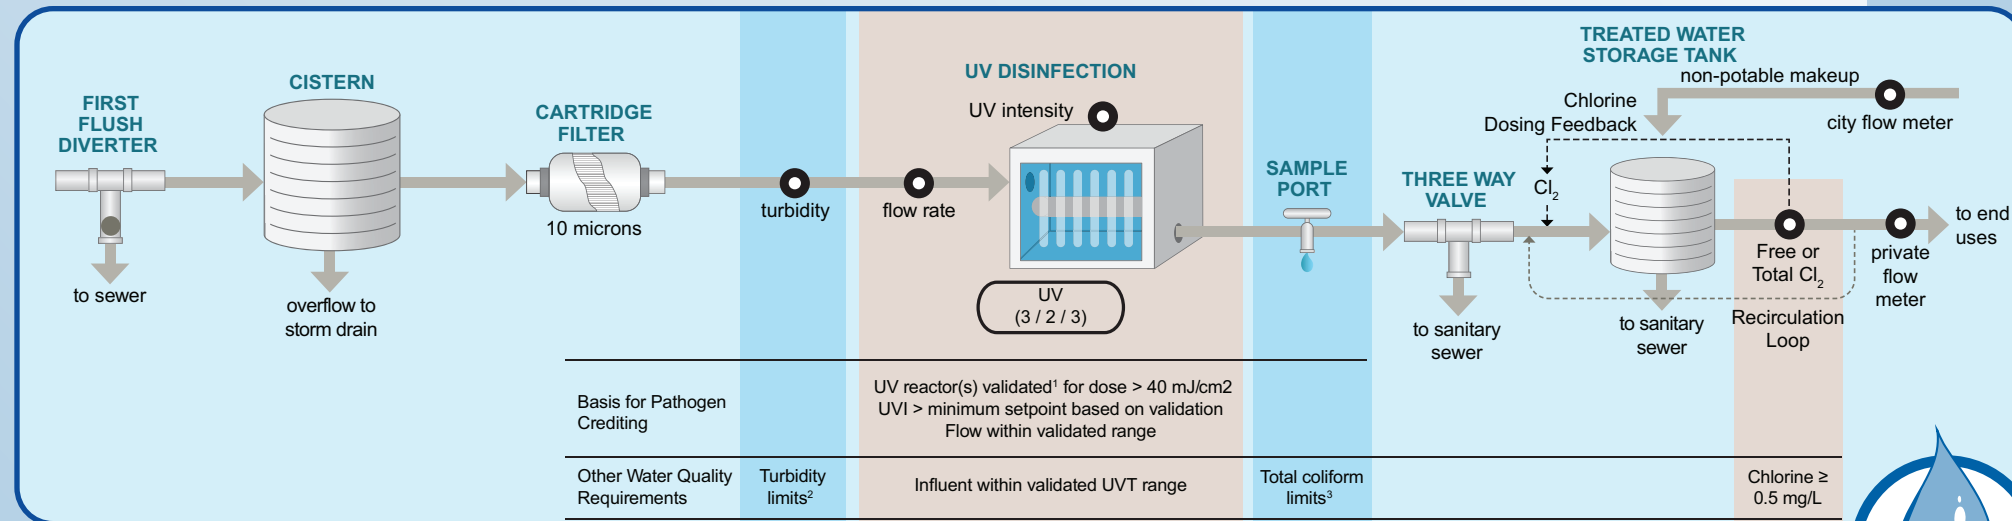 FIRST
FLUSH
DIVERTER
to sewer
CISTERN
overflow to
storm drain
CARTRIDGE
FILTER
10 microns
turbidity
flow rate
UV DISINFECTION
UV intensity
UV
(3 / 2 / 3)
SAMPLE
PORT
THREE WAY
VALVE
to sanitary
sewer
TREATED WATER
STORAGE TANK
non-potable makeup
city flow meter
Chlorine
Dosing Feedback
Cl2
to sanitary
sewer
Free or
Total Cl2
Recirculation
Loop
private
flow
meter
to end
uses
Basis for Pathogen
Crediting
UV reactor(s) validated¹ for dose > 40 mJ/cm2
UVI > minimum setpoint based on validation
Flow within validated range
Other Water Quality
Requirements
Turbidity
limits²
Influent within validated UVT range
Total coliform
limits³
Chlorine ≥
0.5 mg/L